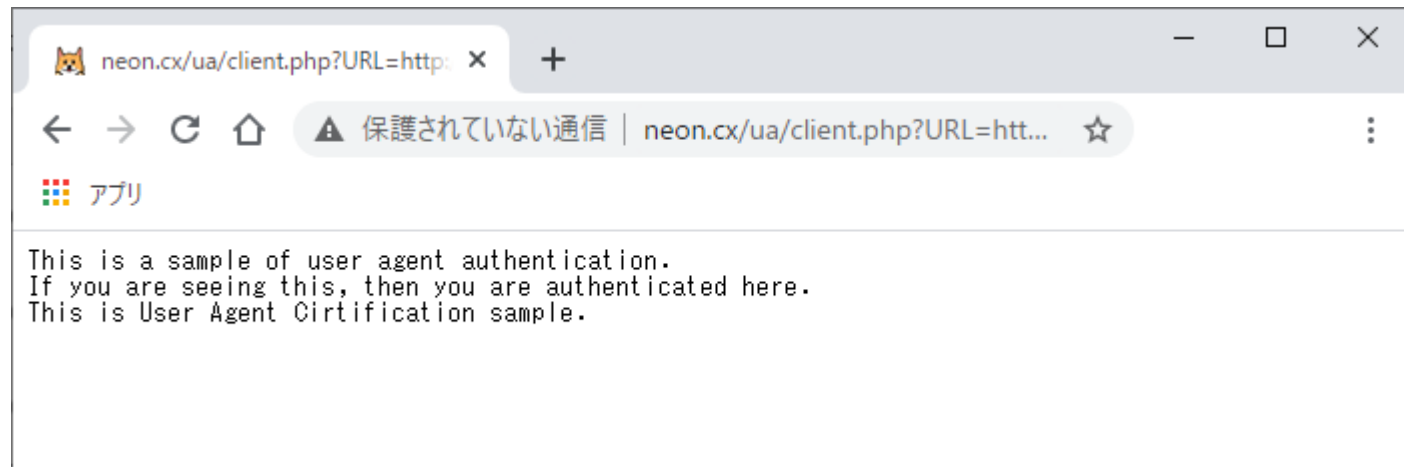 neon.cx/ua/client.php?URL=http:
保護されていない通信 | neon.cx/ua/client.php?URL=htt...
アプリ
This is a sample of user agent authentication.
If you are seeing this, then you are authenticated here.
This is User Agent Cirtification sample.